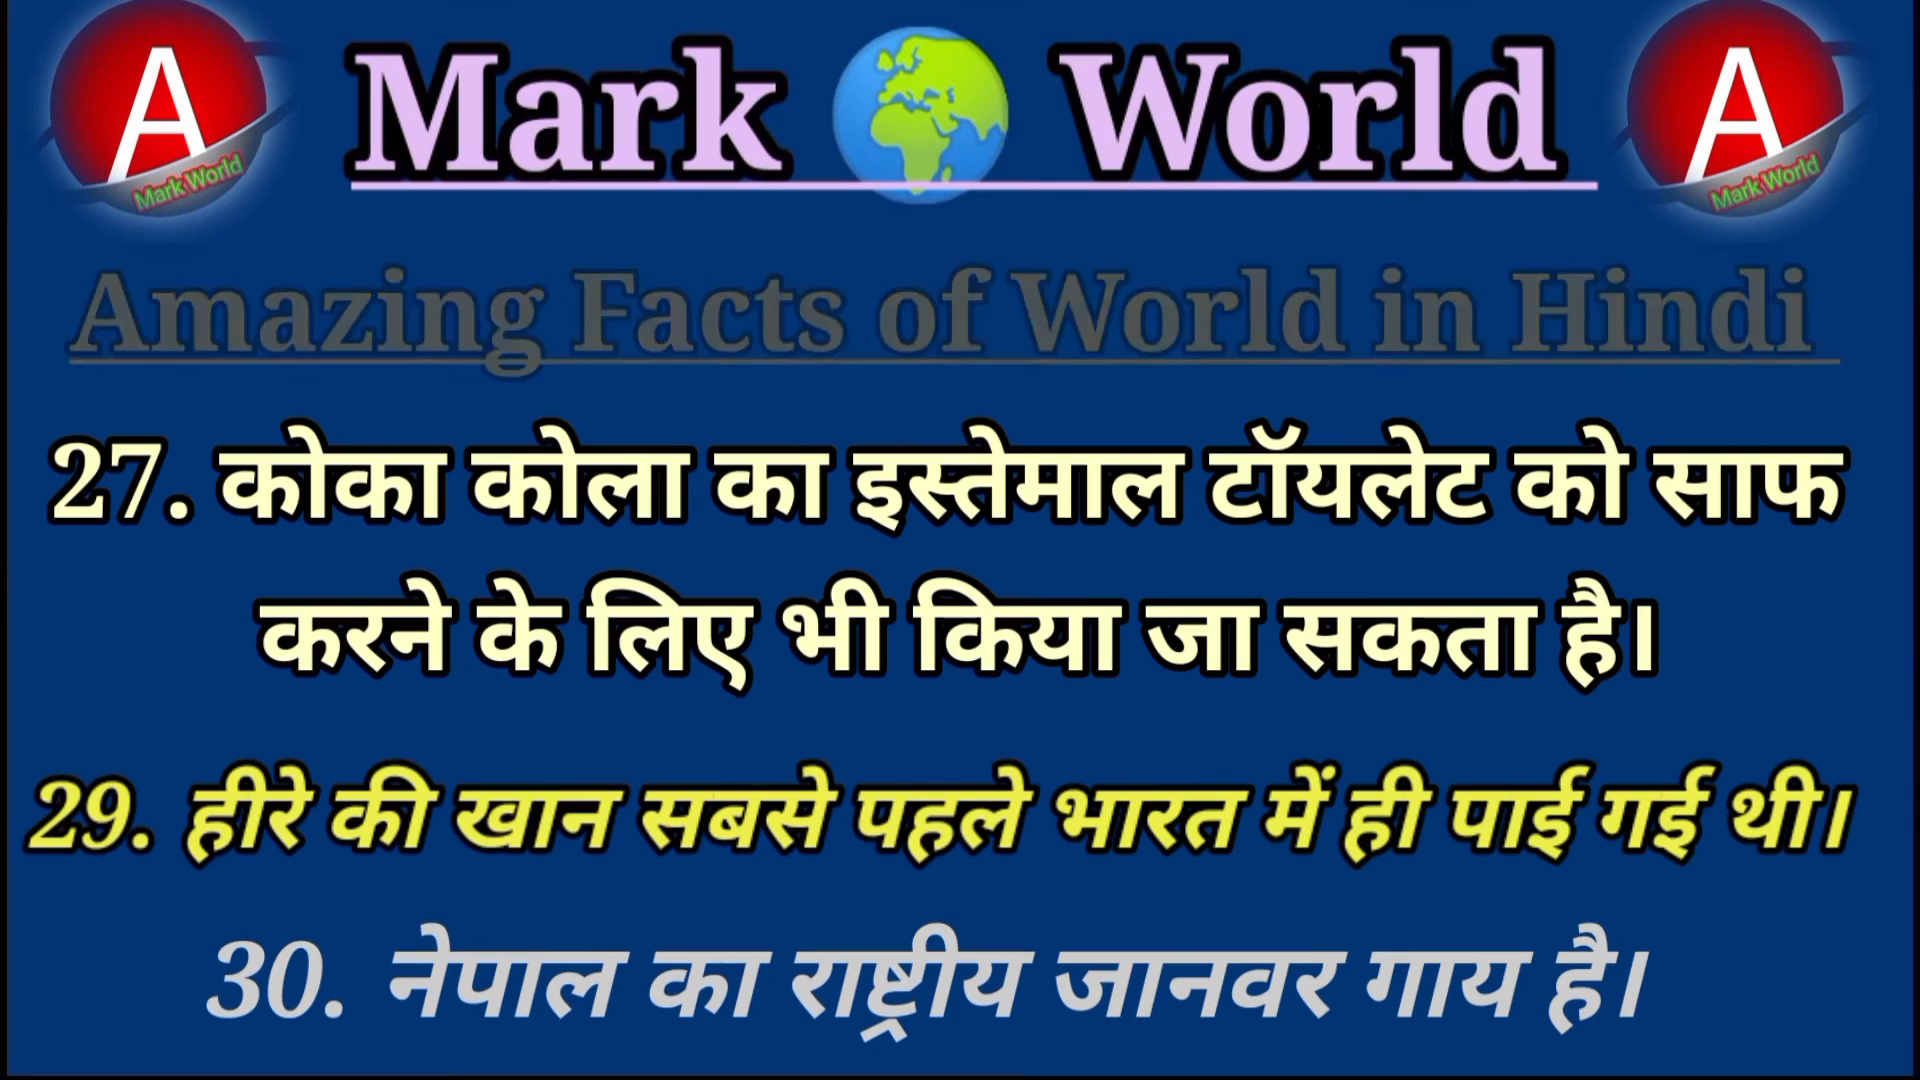 A
Mark World
Mark World
A
Mark World
Amazing Facts of World in Hindi
27. कोका कोला का इस्तेमाल टॉयलेट को साफ
करने के लिए भी किया जा सकता है।
29. हीरे की खान सबसे पहले भारत में ही पाई गई थी।
30. नेपाल का राष्ट्रीय जानवर गाय है।